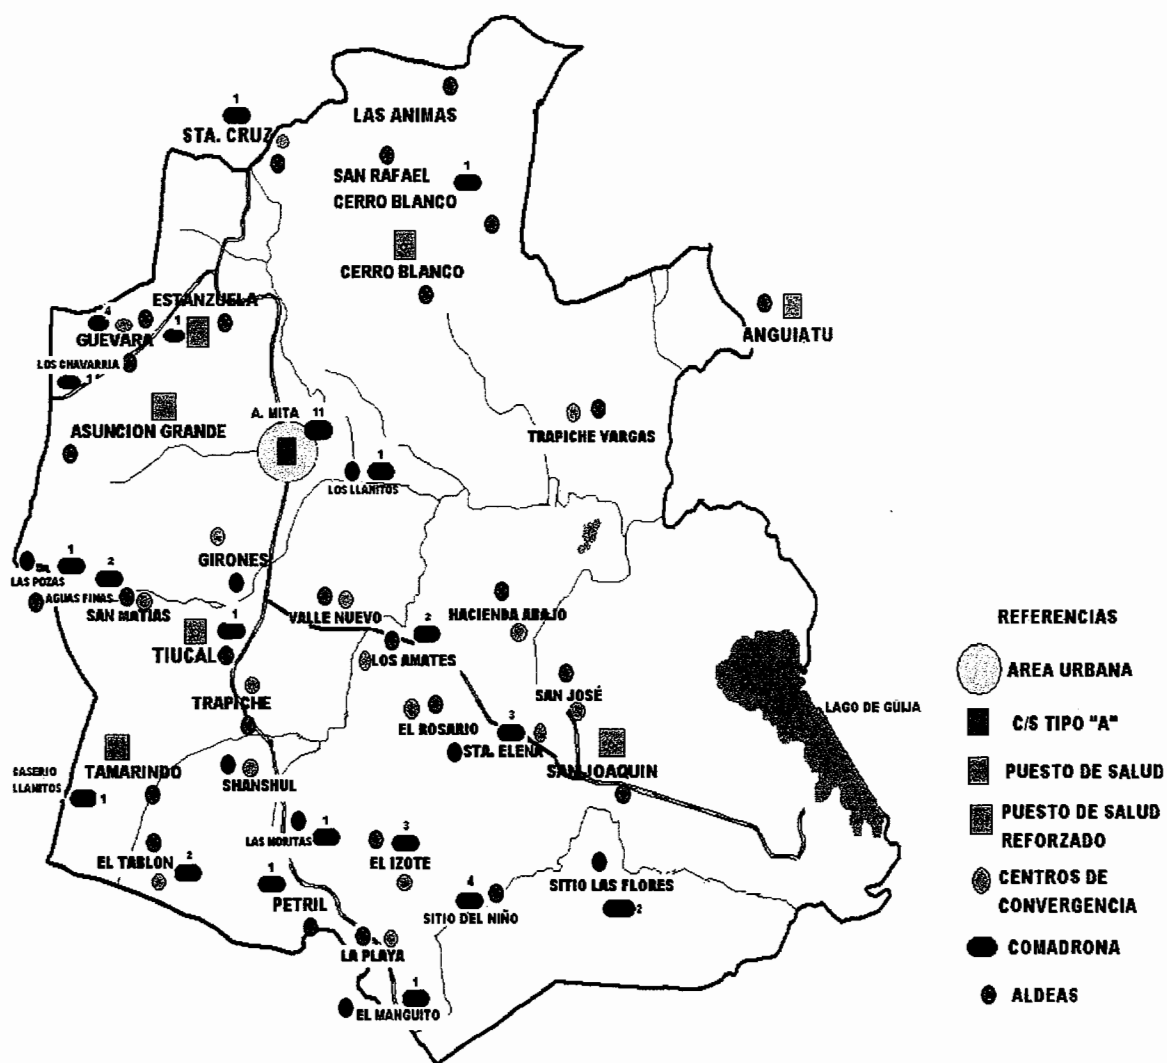 LAS ANIMAS
1
STA. CRUZ
SAN RAFAEL
1
CERRO BLANCO
CERRO BLANCO
ESTANZUELA
4
GUEVARA
1
LOS CHAVARRIA
1
ANGUIATU
ASUNCION GRANDE
A. MITA
11
TRAPICHE VARGAS
1
LOS LLANITOS
GIRONES
1
LAS POZAS
2
AGUAS FINAS
SAN MATIAS
VALLE NUEVO
HACIENDA ABAJO
2
LOS AMATES
1
TIUCAL
TRAPICHE
SAN JOSÉ
EL ROSARIO
3
STA. ELENA
SAN JOAQUIN
LAGO DE GÜIJA
TAMARINDO
CASERIO
LLANITOS
1
SHANSHUL
LAS MORITAS
1
3
EL IZOTE
EL TABLON
2
1
PETRIL
4
SITIO DEL NIÑO
SITIO LAS FLORES
2
LA PLAYA
1
EL MANGUITO
REFERENCIAS
AREA URBANA
C/S TIPO "A"
PUESTO DE SALUD
PUESTO DE SALUD
REFORZADO
CENTROS DE
CONVERGENCIA
COMADRONA
ALDEAS